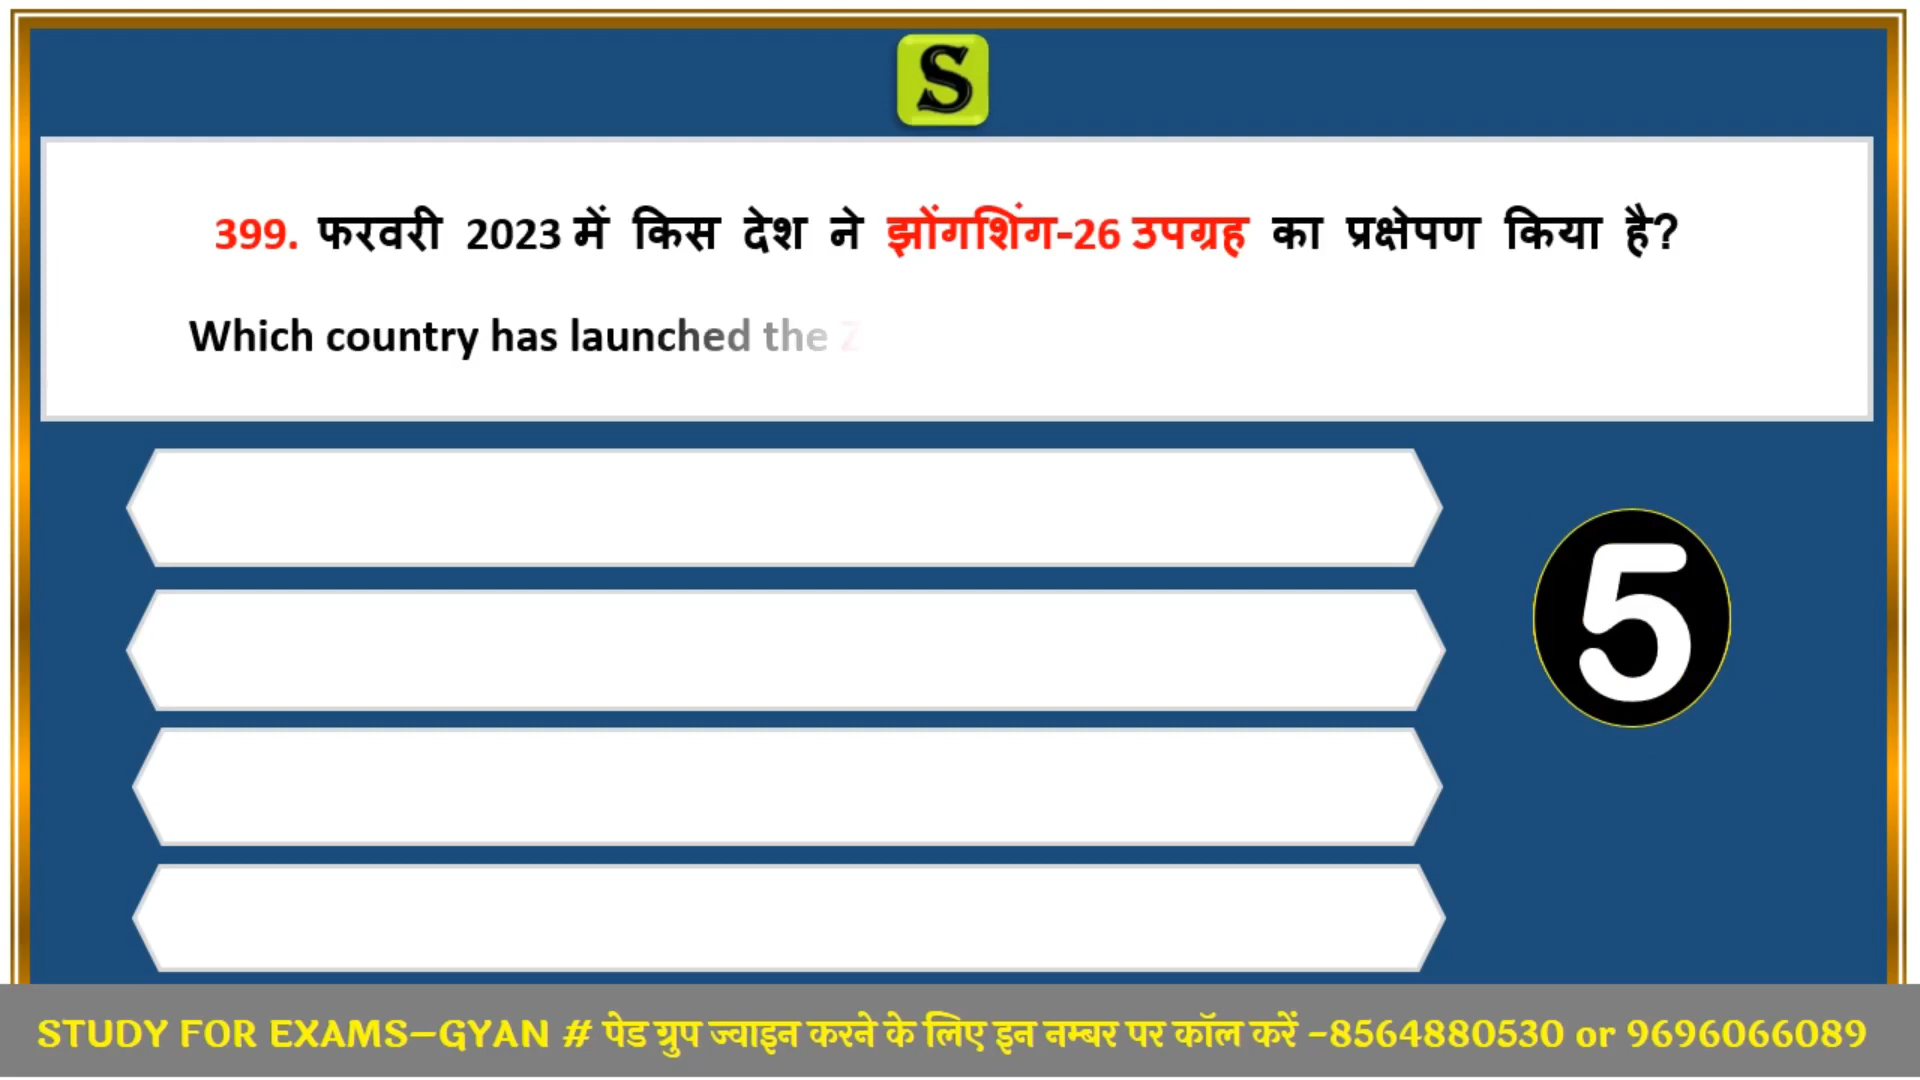 S
399. फरवरी 2023 में किस देश ने झोंगशिंग-26 उपग्रह का प्रक्षेपण किया है?
Which country has launched the Z
5
STUDY FOR EXAMS-GYAN # पेड ग्रुप ज्वाइन करने के लिए इन नम्बर पर कॉल करें -8564880530 or 9696066089